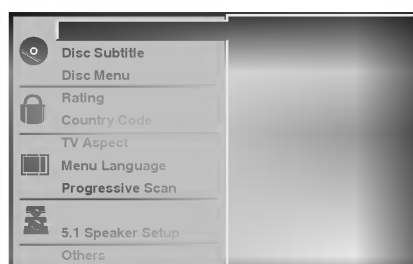 Disc Subtitle
Disc Menu
Rating
Country Code
TV Aspect
Menu Language
Progressive Scan
5.1 Speaker Setup
Others